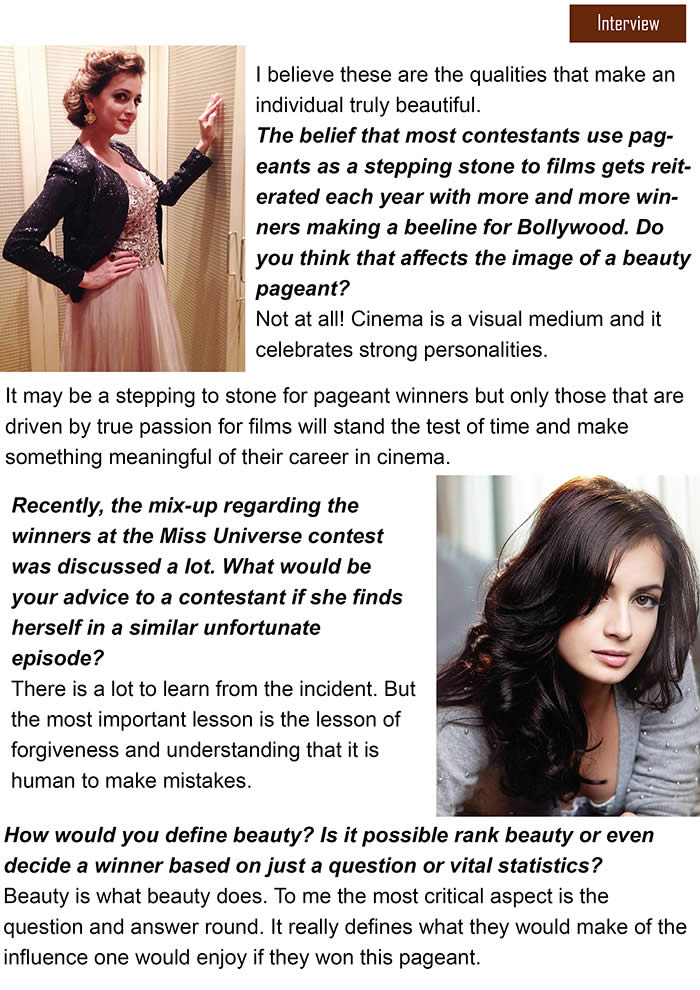 Interview
I believe these are the qualities that make an
individual truly beautiful.
The belief that most contestants use pag-
eants as a stepping stone to films gets reit-
erated each year with more and more win-
ners making a beeline for Bollywood. Do
you think that affects the image of a beauty
pageant?
Not at all! Cinema is a visual medium and it
celebrates strong personalities.
It may be a stepping to stone for pageant winners but only those that are
driven by true passion for films will stand the test of time and make
something meaningful of their career in cinema.
Recently, the mix-up regarding the
winners at the Miss Universe contest
was discussed a lot. What would be
your advice to a contestant if she finds
herself in a similar unfortunate
episode?
There is a lot to learn from the incident. But
the most important lesson is the lesson of
forgiveness and understanding that it is
human to make mistakes.
How would you define beauty? Is it possible rank beauty or even
decide a winner based on just a question or vital statistics?
Beauty is what beauty does. To me the most critical aspect is the
question and answer round. It really defines what they would make of the
influence one would enjoy if they won this pageant.